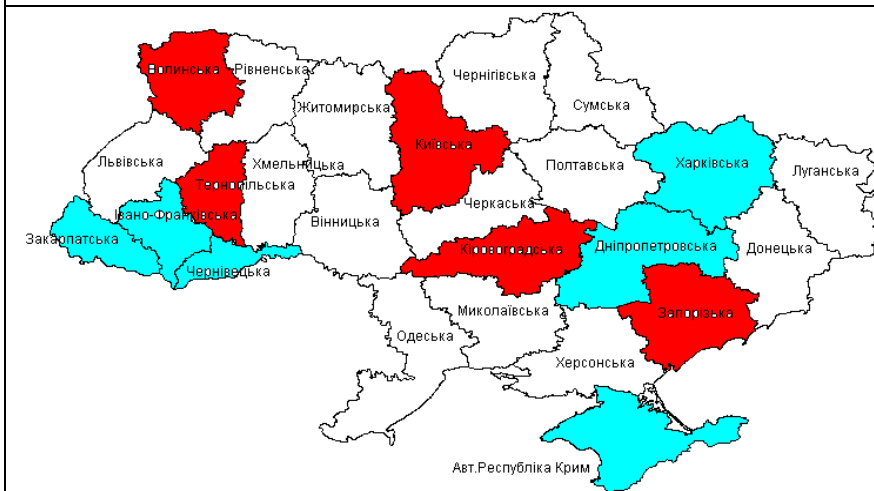 Волинська
Рівненська
Чернігівська
Сумська
Житомирська
Київська
Львівська
Хмельницька
Тернопільська
Полтавська
Харківська
Луганська
Черкаська
Івано-Франківська
Вінницька
Закарпатська
Чернівецька
Кіровоградська
Дніпропетровська
Донецька
Миколаївська
Запорізька
Одеська
Херсонська
Авт.Республіка Крим